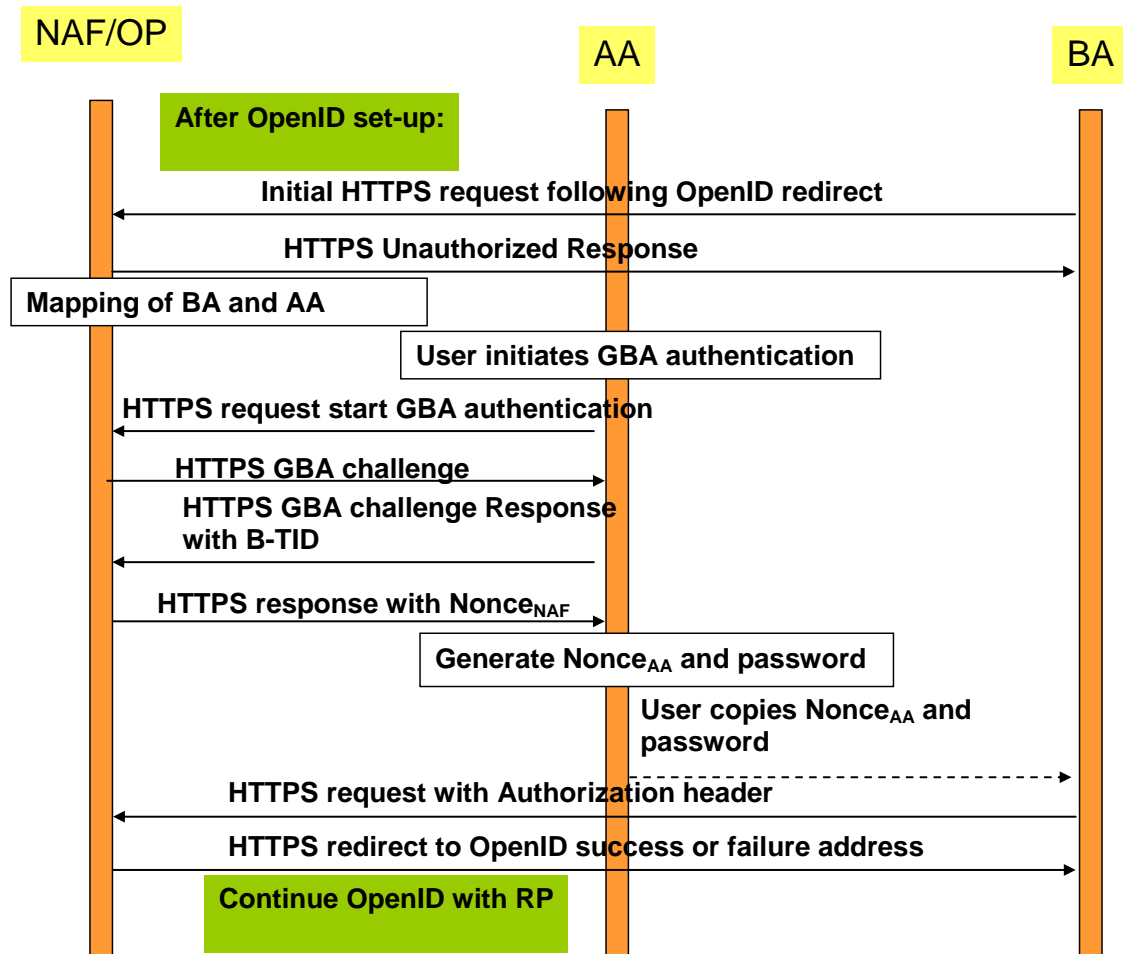 NAF/OP
AA
BA
After OpenID set-up:
Initial HTTPS request following OpenID redirect
HTTPS Unauthorized Response
Mapping of BA and AA
User initiates GBA authentication
HTTPS request start GBA authentication
HTTPS GBA challenge
HTTPS GBA challenge Response
with B-TID
HTTPS response with NonceNAF
Generate NonceAA and password
User copies NonceAA and
password
HTTPS request with Authorization header
HTTPS redirect to OpenID success or failure address
Continue OpenID with RP